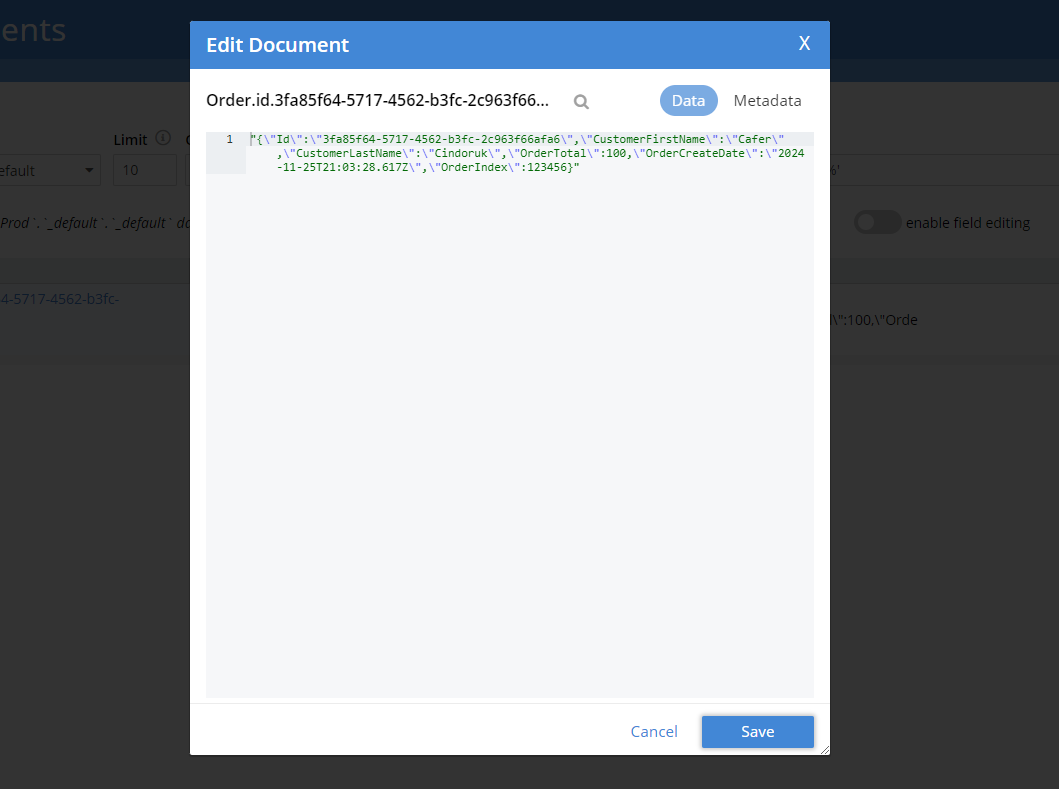 ents
Edit Document
X
Order.id.3fa85f64-5717-4562-b3fc-2c963f66...
Data
Metadata
Limit
efault
10
%'
1
"{\"Id\":\"3fa85f64-5717-4562-b3fc-2c963f66afa6\",\"CustomerFirstName\":\"Cafer\"
,\"CustomerLastName\":\"Cindoruk\",\"OrderTotal\":100,\"OrderCreateDate\":\"2024
-11-25T21:03:28.617Z\",\"OrderIndex\":123456}"
Prod`.`_default`.`_default` do
enable field editing
4-5717-4562-b3fc-
\":100,\"Orde
Cancel
Save